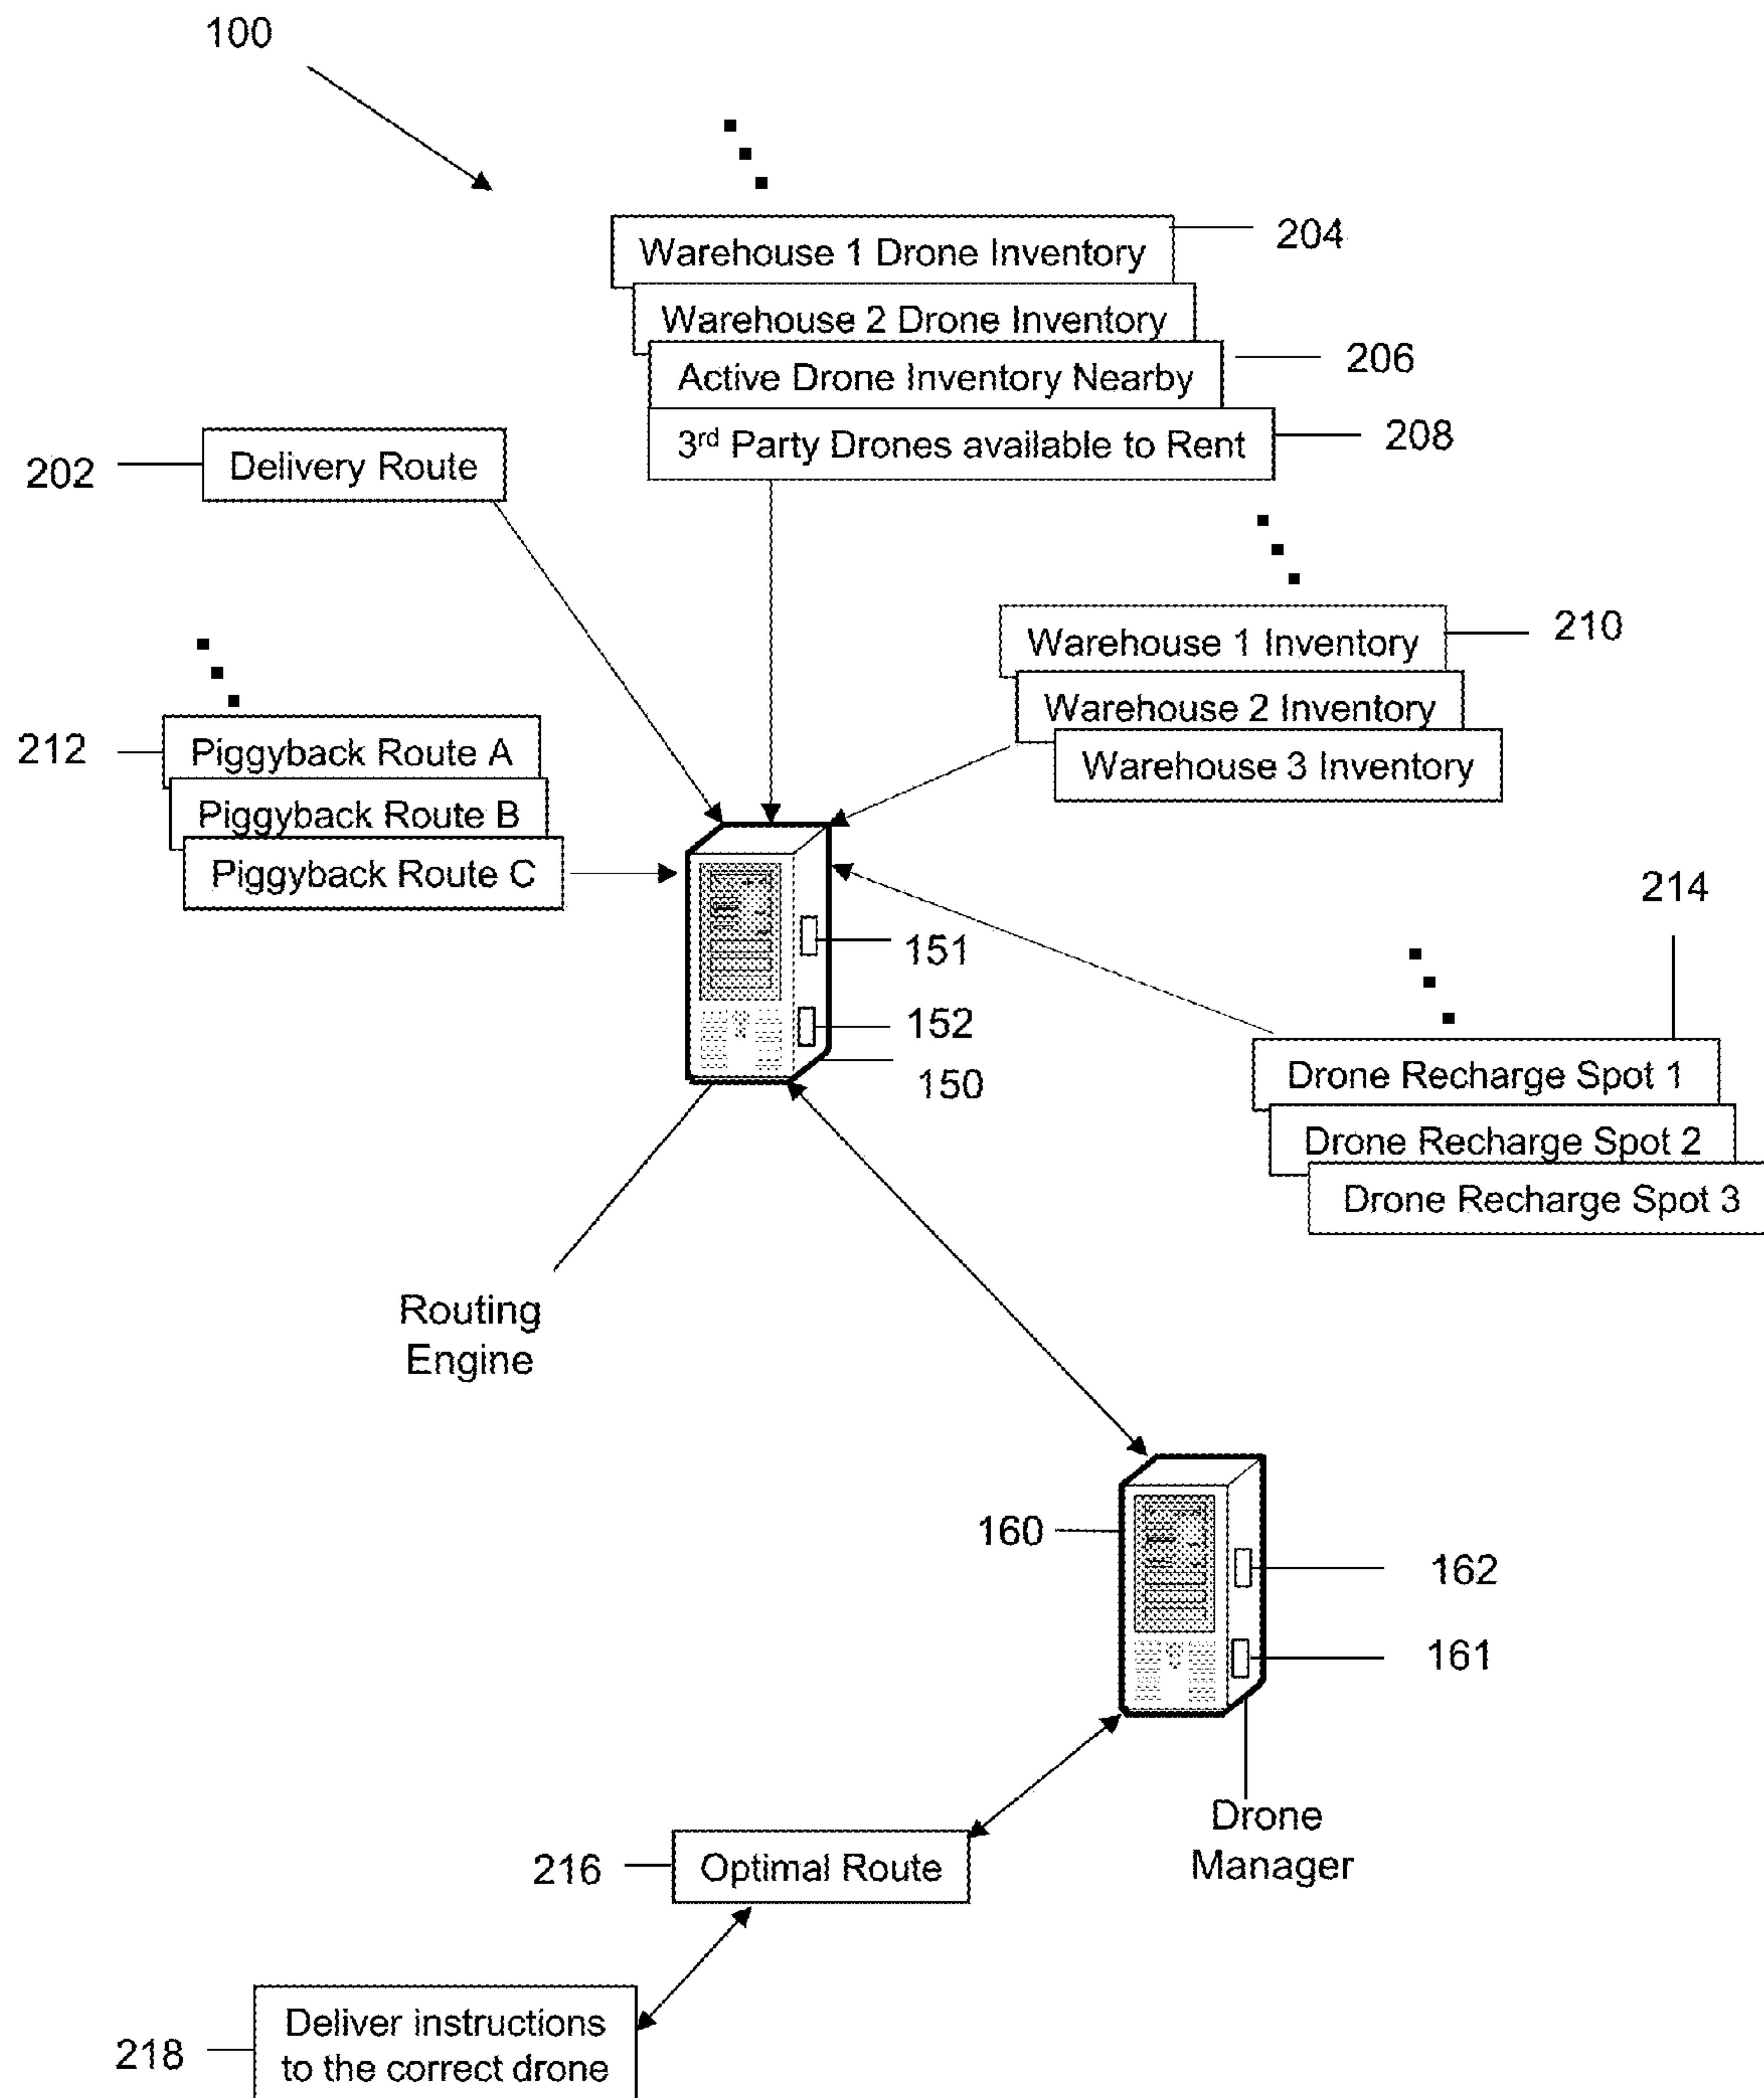 100
Warehouse 1 Drone Inventory
204
Warehouse 2 Drone Inventory
Active Drone Inventory Nearby
206
3rd Party Drones available to Rent
208
202
Delivery Route
Warehouse 1 Inventory
210
Warehouse 2 Inventory
Warehouse 3 Inventory
212
Piggyback Route A
Piggyback Route B
Piggyback Route C
151
152
150
214
Drone Recharge Spot 1
Drone Recharge Spot 2
Drone Recharge Spot 3
Routing
Engine
160
162
161
Drone
Manager
216
Optimal Route
218
Deliver instructions
to the correct drone